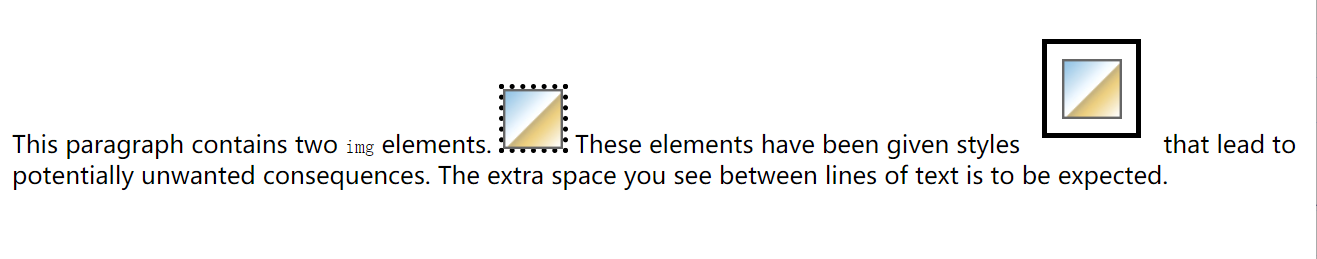 This paragraph contains two img elements. These elements have been given styles that lead to
potentially unwanted consequences. The extra space you see between lines of text is to be expected.